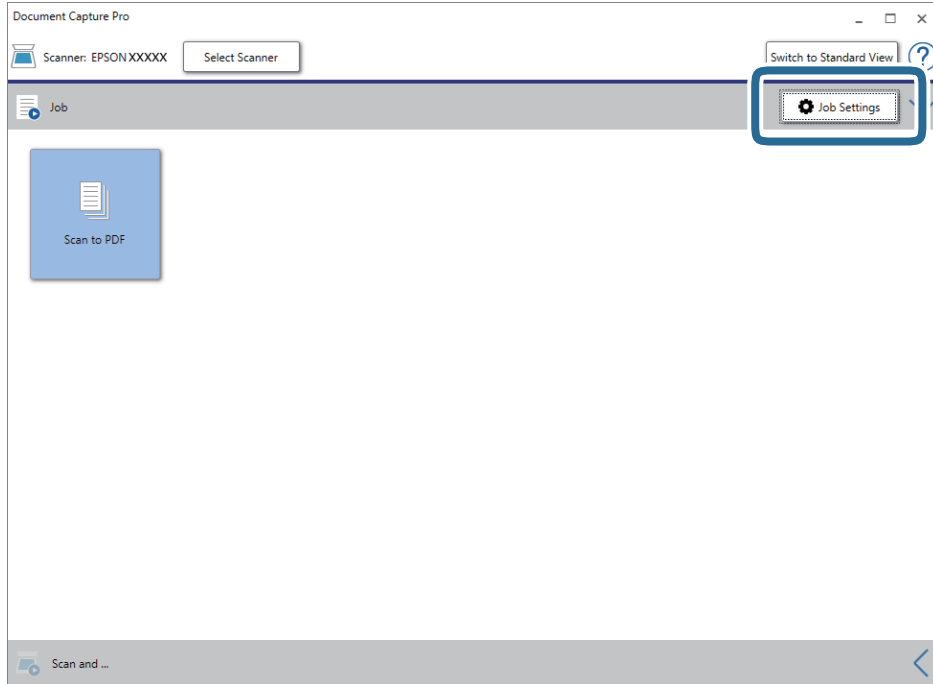 Document Capture Pro
Scanner: EPSON XXXXX
Select Scanner
Switch to Standard View
?
Job
Job Settings
Scan to PDF
Scan and ...